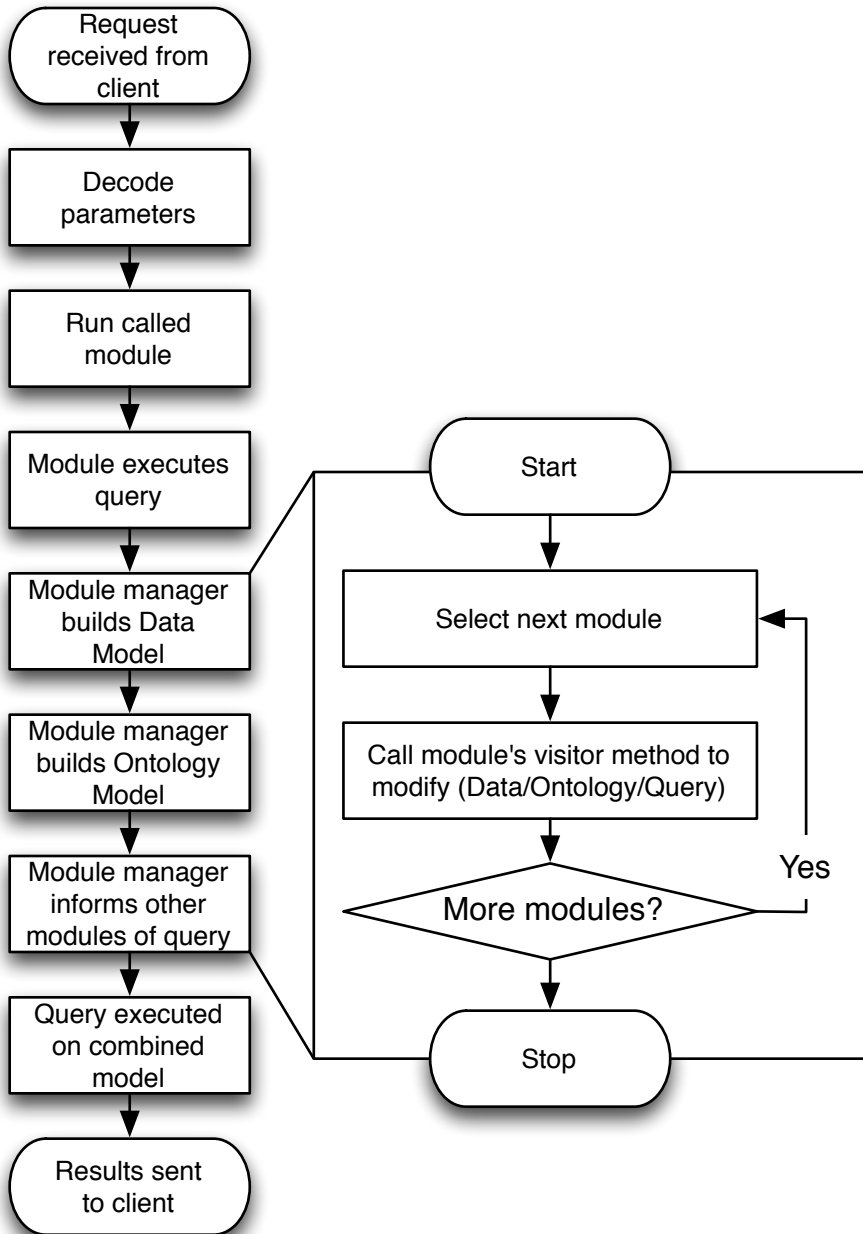 Request
received from
client
Decode
parameters
Run called
module
Module executes
query
Module manager
builds Data
Model
Module manager
builds Ontology
Model
Module manager
informs other
modules of query
Query executed
on combined
model
Results sent
to client
Start
Select next module
Call module's visitor method to
modify (Data/Ontology/Query)
More modules?
Yes
Stop